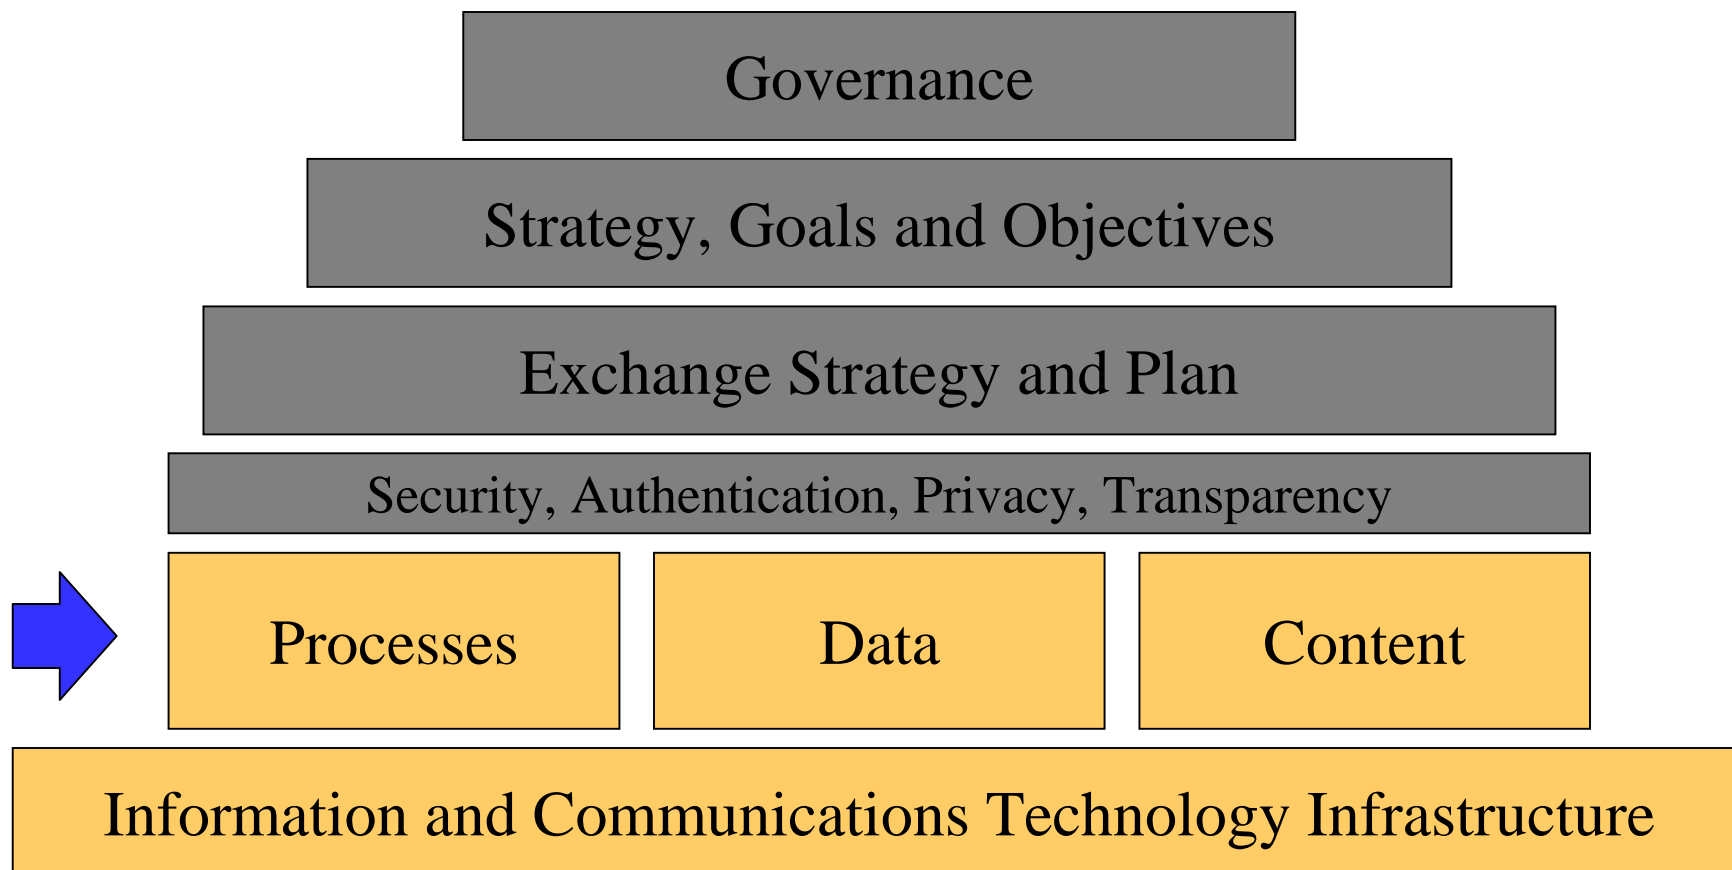 Governance
Strategy, Goals and Objectives
Exchange Strategy and Plan
Security, Authentication, Privacy, Transparency
Processes
Data
Content
Information and Communications Technology Infrastructure